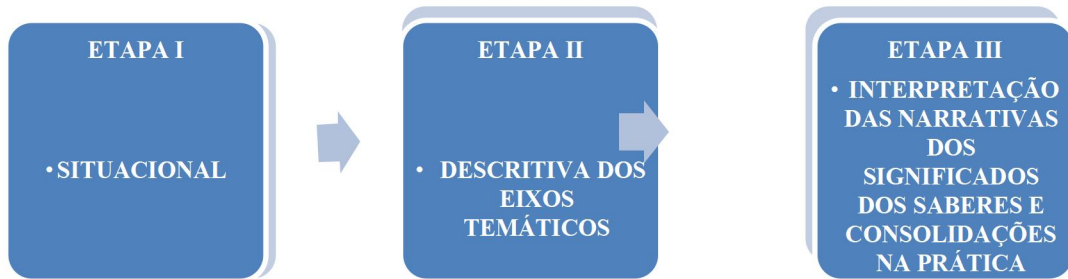 ETAPA I
• SITUACIONAL
ETAPA II
• DESCRITIVA DOS
EIXOS
TEMÁTICOS
ETAPA III
• INTERPRETAÇÃO
DAS NARRATIVAS
DOS
SIGNIFICADOS
DOS SABERES E
CONSOLIDAÇÕES
NA PRÁTICA